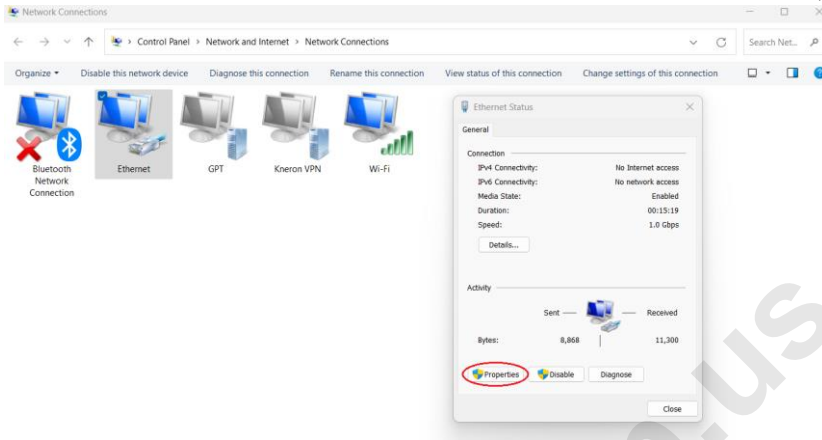 Network Connections
Control Panel > Network and Internet > Network Connections
Search Net...
Organize
Disable this network device
Diagnose this connection
Rename this connection
View status of this connection
Change settings of this connection
Bluetooth
Network
Connection
Ethernet
GPT
Kneron VPN
Wi-Fi
Ethernet Status
General
Connection
IPv4 Connectivity: No Internet access
IPv6 Connectivity: No network access
Media State: Enabled
Duration: 00:15:19
Speed: 1.0 Gbps
Details...
Activity
Sent — — Received
Bytes: 8,868 | 11,300
Properties
Disable
Diagnose
Close